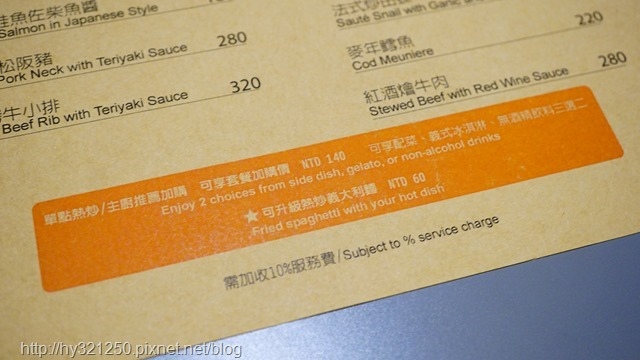 鮭魚佐柴魚醬
Salmon in Japanese Style
松阪豬 280
Pork Neck with Teriyaki Sauce
牛小排 320
Beef Rib with Teriyaki Sauce
Sauté Snail with Garlic and
麥年鱈魚 220
Cod Meuniere
紅酒燴牛肉 280
Stewed Beef with Red Wine Sauce
單點熱炒/主廚推薦加購 可享套餐加購價 NTD 140 可享配菜、義式冰淇淋、無酒精飲料三選二
Enjoy 2 choices from side dish, gelato, or non-alcohol drinks
★可升級熱炒義大利麵 NTD 60
Fried spaghetti with your hot dish
需加收10%服務費/Subject to % service charge
http://hy321250.pixnet.net/blog